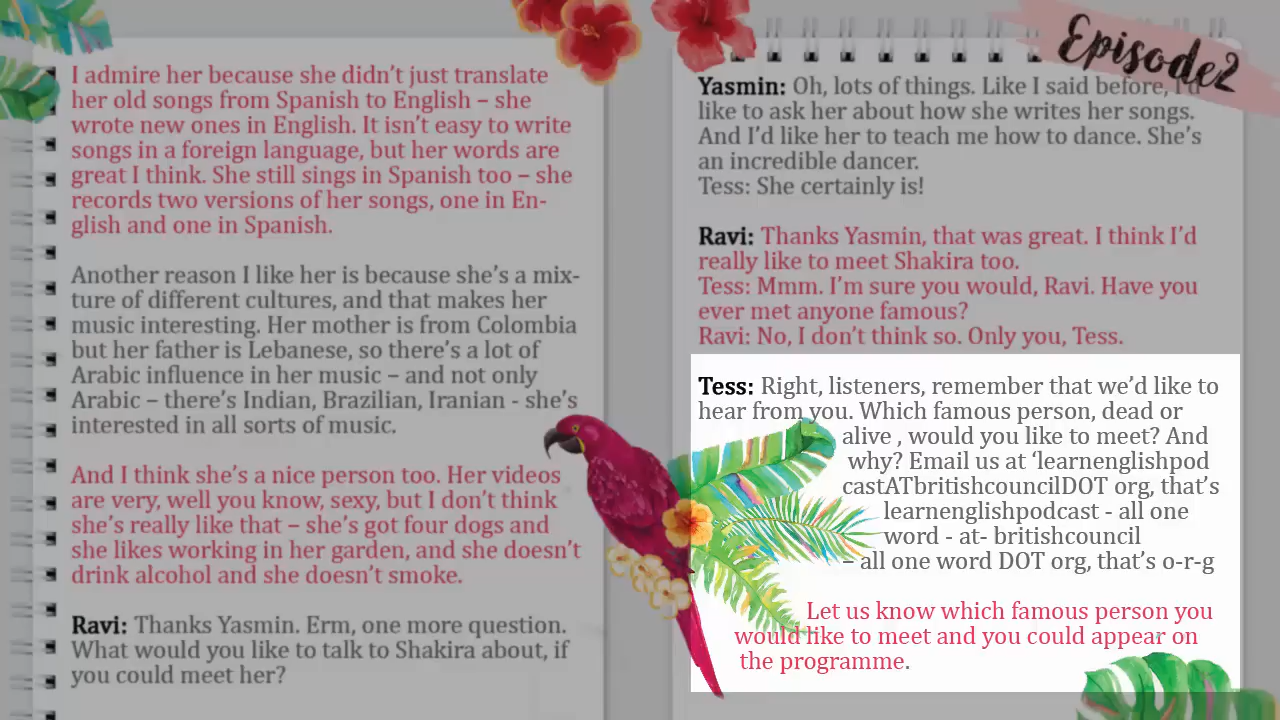 I admire her because she didn't just translate
her old songs from Spanish to English – she
wrote new ones in English. It isn't easy to write
songs in a foreign language, but her words are
great I think. She still sings in Spanish too – she
records two versions of her songs, one in En-
glish and one in Spanish.
Another reason I like her is because she's a mix-
ture of different cultures, and that makes her
music interesting. Her mother is from Colombia
but her father is Lebanese, so there's a lot of
Arabic influence in her music – and not only
Arabic – there's Indian, Brazilian, Iranian - she's
interested in all sorts of music.
And I think she's a nice person too. Her videos
are very, well you know, sexy, but I don't think
she's really like that – she's got four dogs and
she likes working in her garden, and she doesn't
drink alcohol and she doesn't smoke.
Ravi: Thanks Yasmin. Erm, one more question.
What would you like to talk to Shakira about, if
you could meet her?
Episode2
Yasmin: Oh, lots of things. Like I said before, I'd
like to ask her about how she writes her songs.
And I'd like her to teach me how to dance. She's
an incredible dancer.
Tess: She certainly is!
Ravi: Thanks Yasmin, that was great. I think I'd
really like to meet Shakira too.
Tess: Mmm. I'm sure you would, Ravi. Have you
ever met anyone famous?
Ravi: No, I don't think so. Only you, Tess.
Tess: Right, listeners, remember that we'd like to
hear from you. Which famous person, dead or
alive , would you like to meet? And
why? Email us at ‘learnenglishpod
castATbritishcouncilDOT org, that's
learnenglishpodcast - all one
word - at- britishcouncil
– all one word DOT org, that's o-r-g
Let us know which famous person you
would like to meet and you could appear on
the programme.